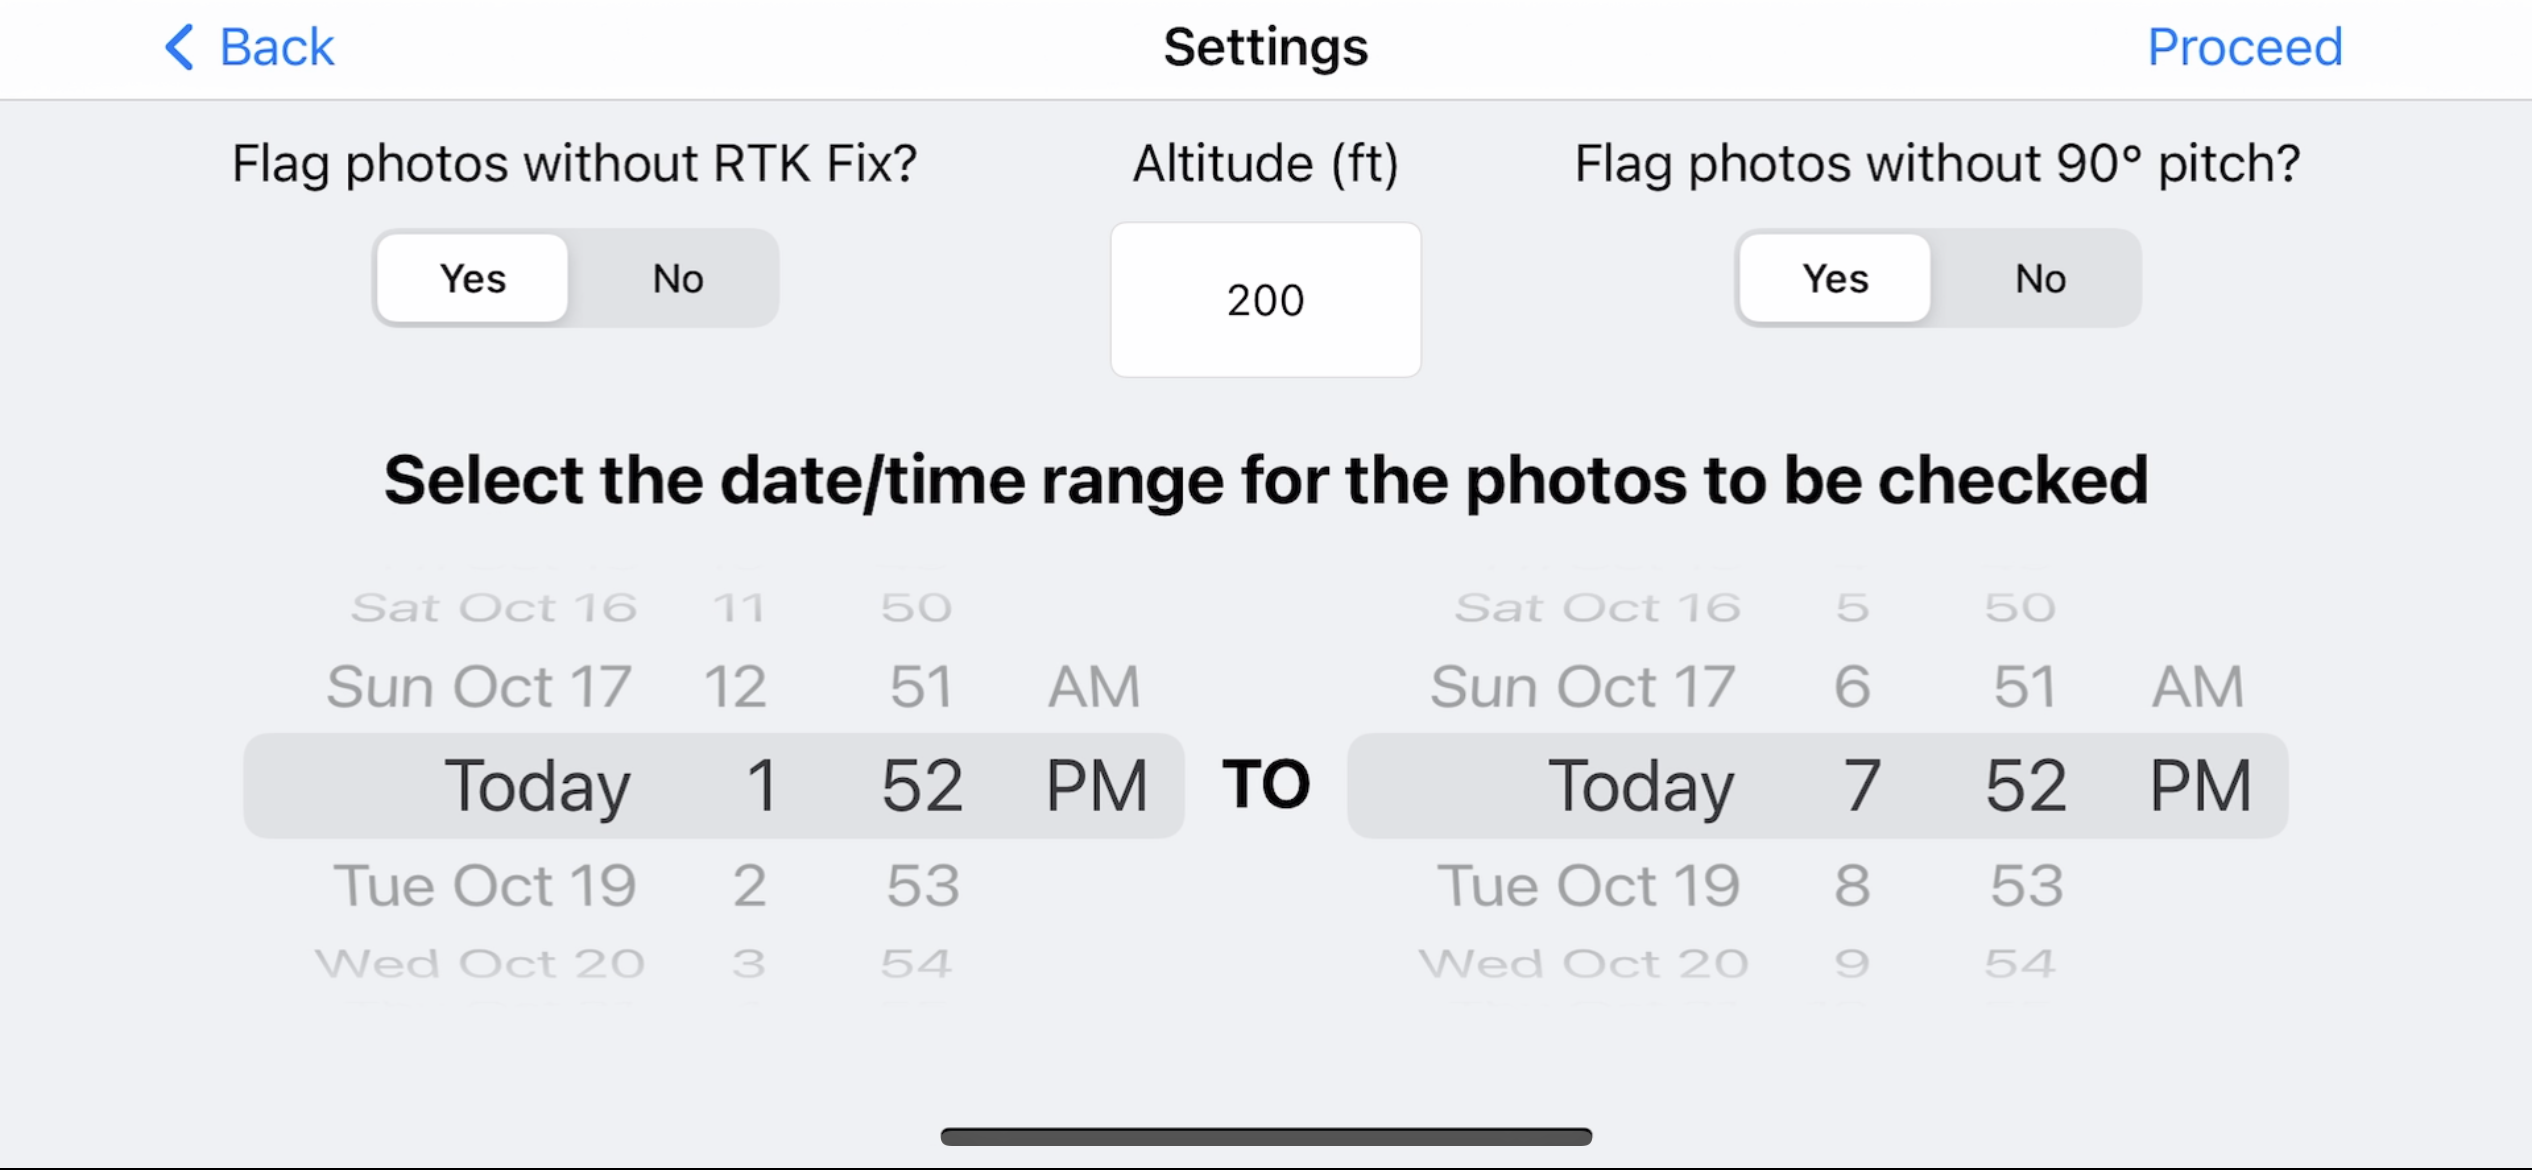 Back
Settings
Proceed
Flag photos without RTK Fix?
Altitude (ft)
Flag photos without 90° pitch?
Yes No
200
Yes No
Select the date/time range for the photos to be checked
Sat Oct 16 11 50
Sun Oct 17 12 51 AM
Today 1 52 PM
Tue Oct 19 2 53
Wed Oct 20 3 54
TO
Sat Oct 16 5 50
Sun Oct 17 6 51 AM
Today 7 52 PM
Tue Oct 19 8 53
Wed Oct 20 9 54